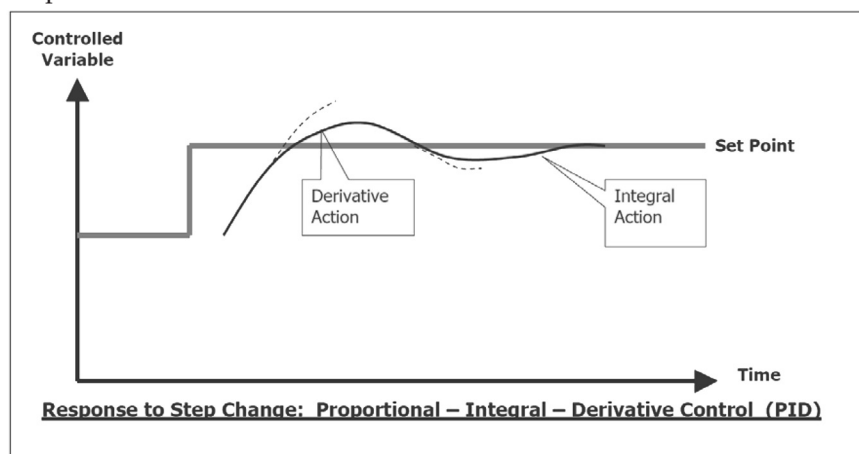 Controlled
Variable
Set Point
Derivative
Action
Integral
Action
Time
Response to Step Change: Proportional – Integral – Derivative Control (PID)